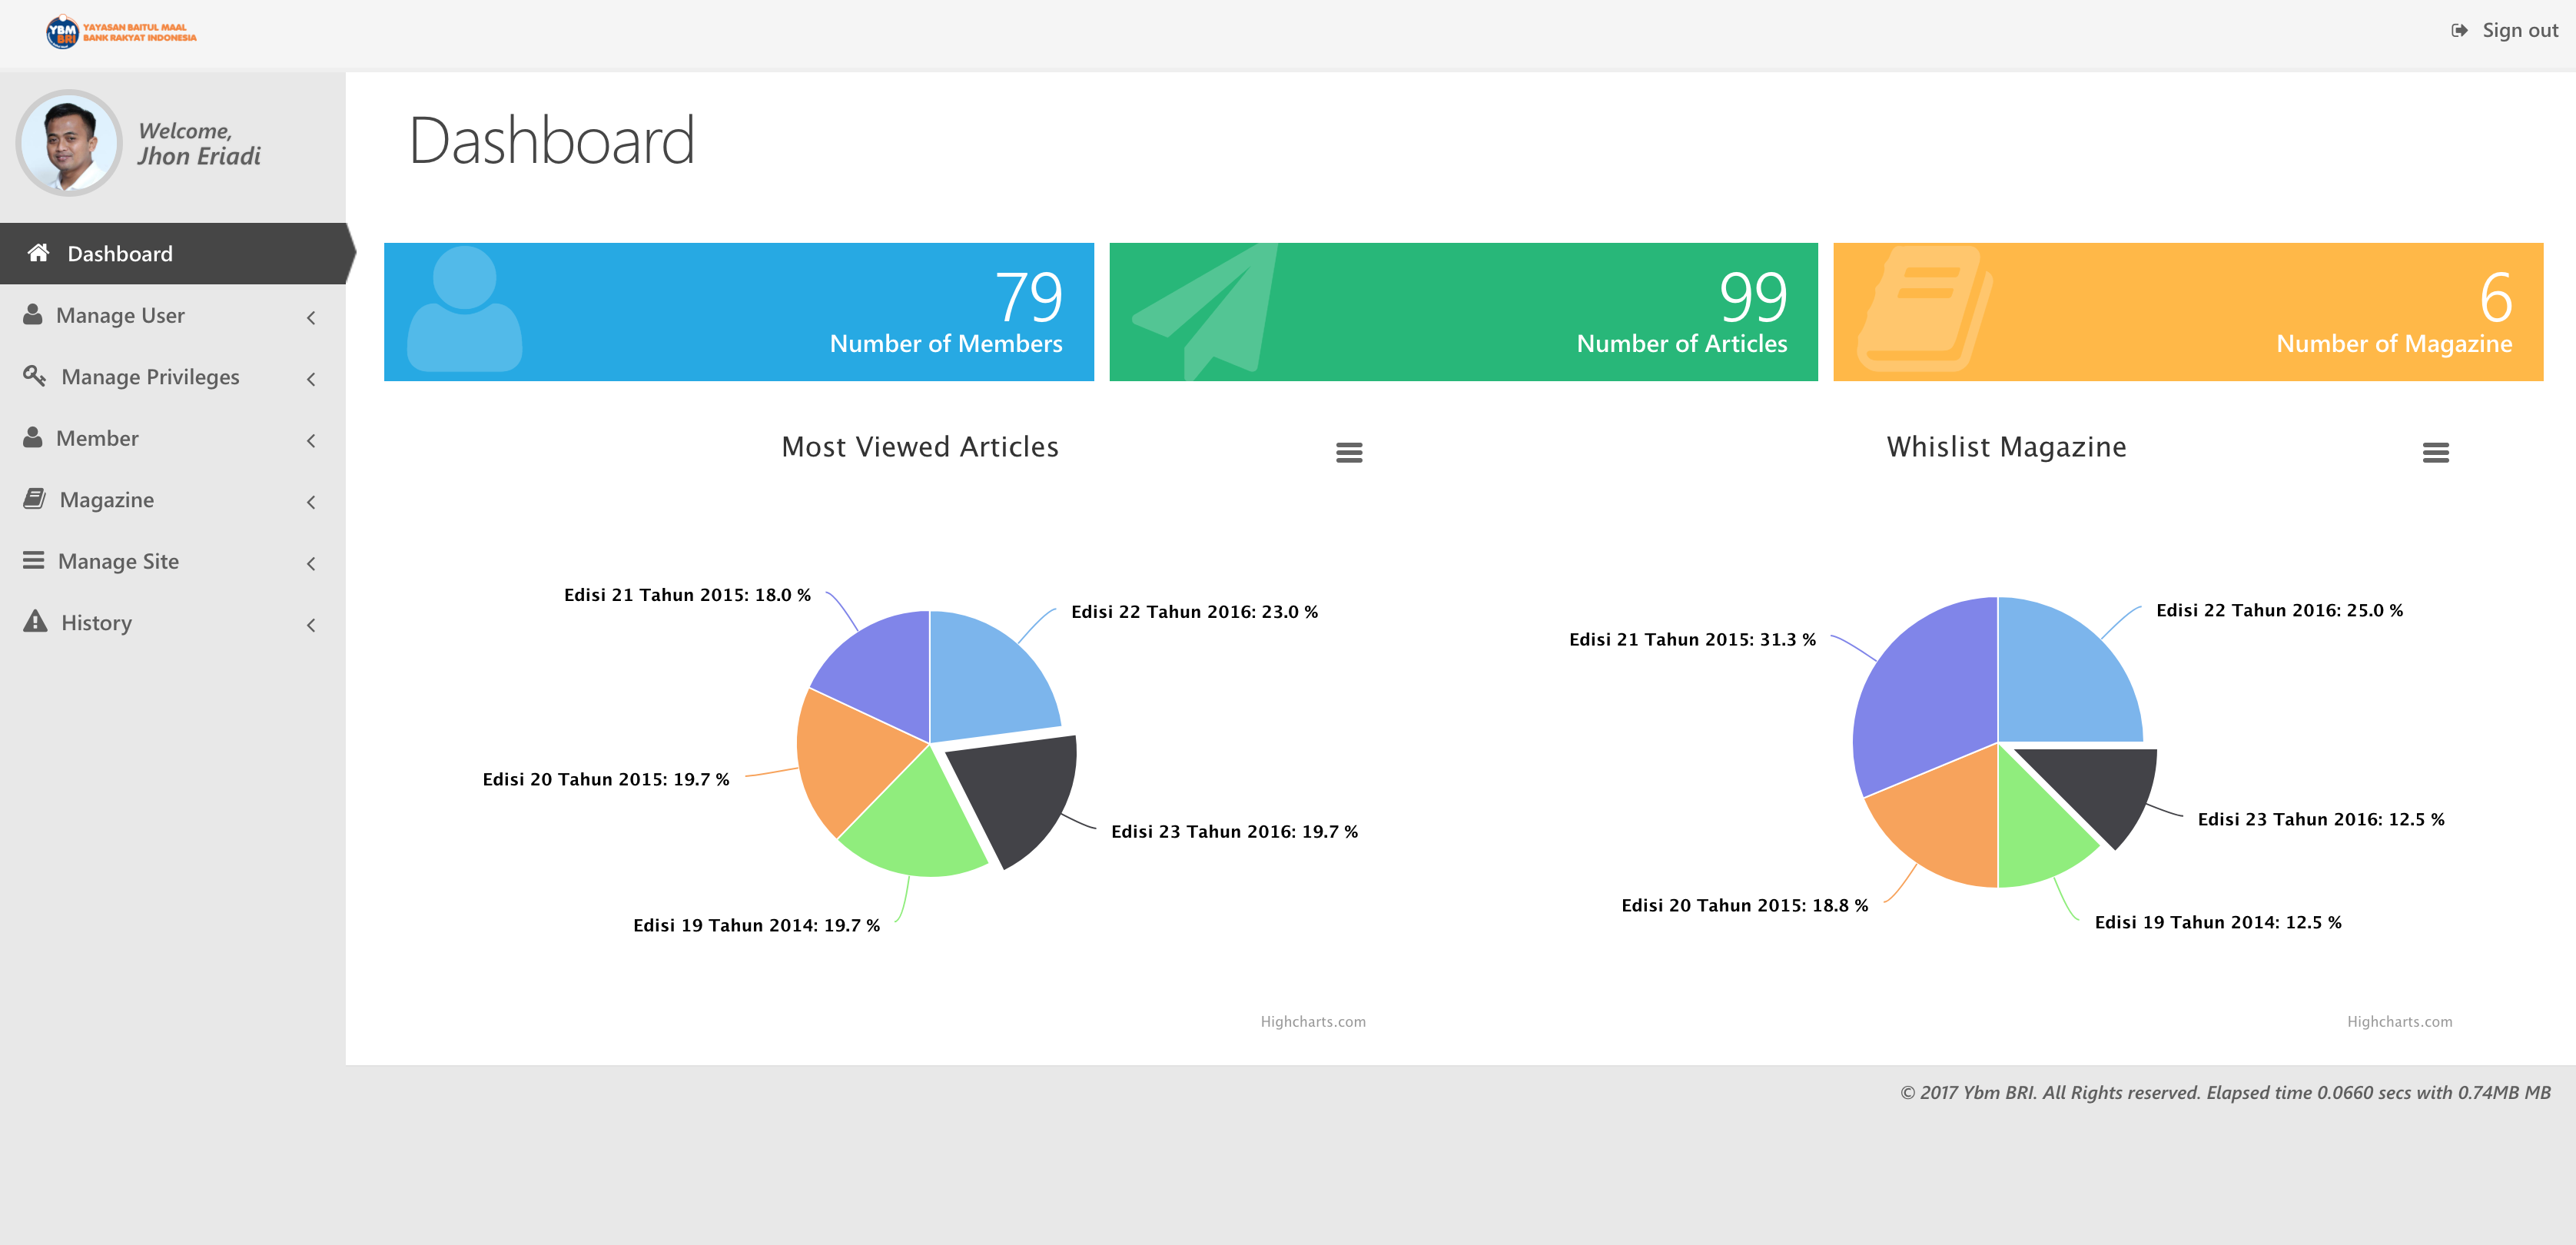 YBM
BRI
YAYASAN BAITUL MAAL
BANK RAKYAT INDONESIA
Sign out
Welcome,
Jhon Eriadi
Dashboard
Manage User
Manage Privileges
Member
Magazine
Manage Site
History
Dashboard
79
Number of Members
99
Number of Articles
6
Number of Magazine
Most Viewed Articles
Edisi 21 Tahun 2015: 18.0 %
Edisi 22 Tahun 2016: 23.0 %
Edisi 20 Tahun 2015: 19.7 %
Edisi 23 Tahun 2016: 19.7 %
Edisi 19 Tahun 2014: 19.7 %
Highcharts.com
Whislist Magazine
Edisi 22 Tahun 2016: 25.0 %
Edisi 21 Tahun 2015: 31.3 %
Edisi 23 Tahun 2016: 12.5 %
Edisi 20 Tahun 2015: 18.8 %
Edisi 19 Tahun 2014: 12.5 %
Highcharts.com
© 2017 Ybm BRI. All Rights reserved. Elapsed time 0.0660 secs with 0.74MB MB